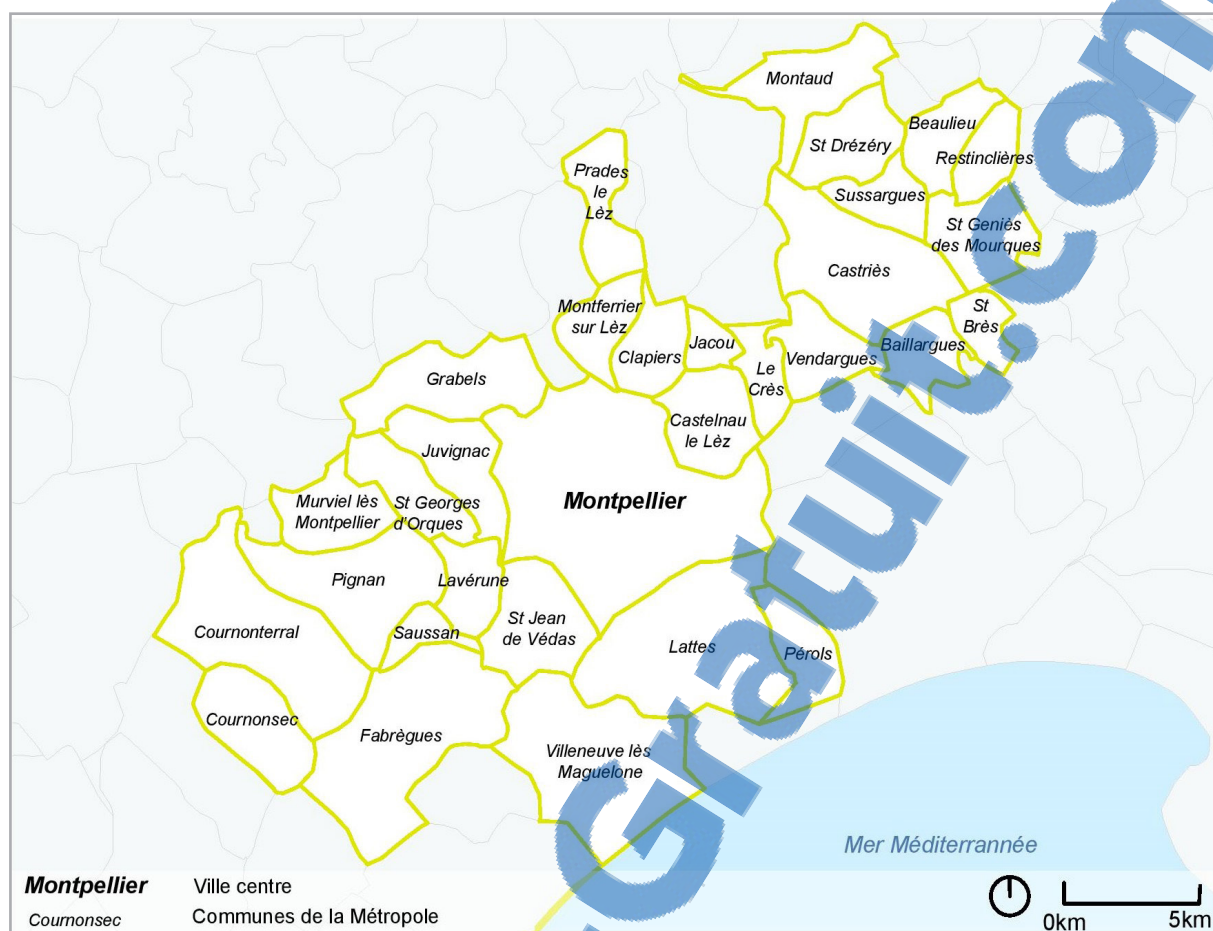 Montaud
Beaulieu
St Drézéry
Restinclières
Prades
le
Lèz
Sussargues
St Geniès
des Mourques
Castriès
Montferrier
sur Lèz
St
Brès
Jacou
Clapiers
Vendargues
Baillargues
Le
Crès
Grabels
Castelnau
le Lèz
Juvignac
Montpellier
Murviel lès
Montpellier
St Georges
d'Orques
Pignan
Lavérune
St Jean
de Védas
Cournonterral
Saussan
Lattes
Pérols
Cournonsec
Fabrègues
Villeneuve lès
Maguelone
Mer Méditerrannée
Montpellier Ville centre
Cournonsec Communes de la Métropole
0km 5km
Gratuit.com